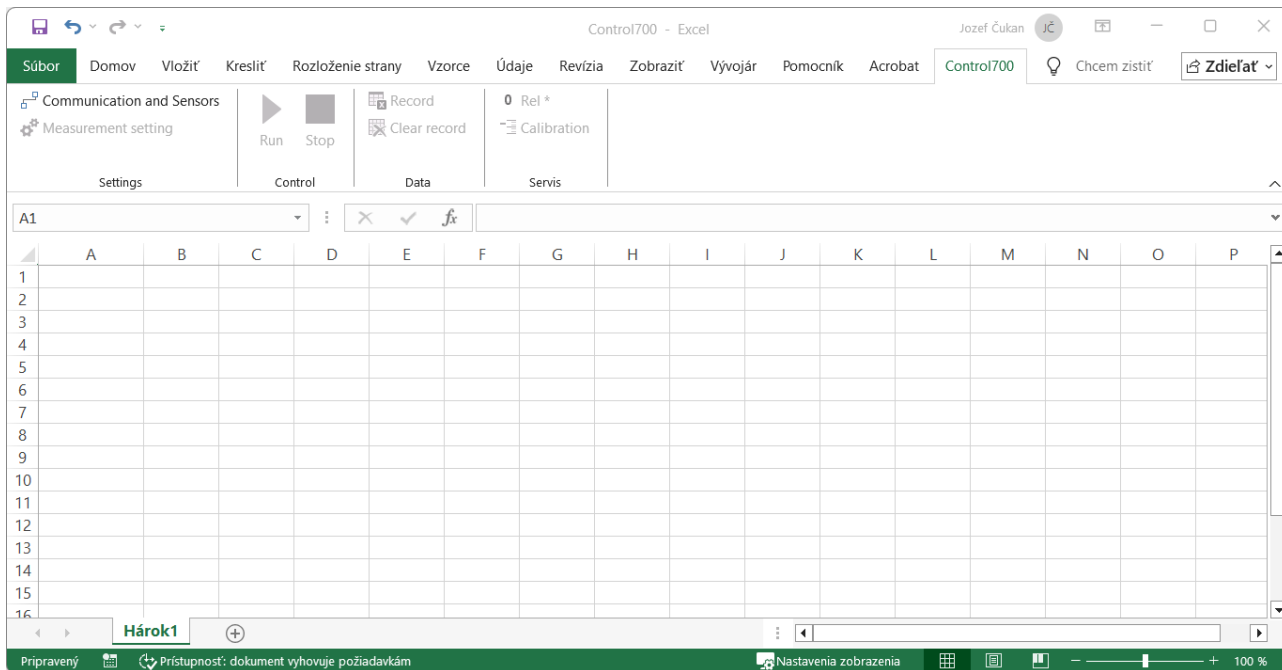 Control700 - Excel
Jozef Čukan JČ
Súbor Domov Vložiť Kresliť Rozloženie strany Vzorce Údaje Revízia Zobraziť Vývojár Pomocník Acrobat Control700 Chcem zistiť Zdieľať
Communication and Sensors
Measurement setting
Settings
Run Stop
Control
Record
Clear record
Data
0 Rel *
Calibration
Servis
A1 fx
A B C D E F G H I J K L M N O P
1
2
3
4
5
6
7
8
9
10
11
12
13
14
15
16
Hárok1
Pripravený Prístupnosť: dokument vyhovuje požiadavkám Nastavenia zobrazenia 100 %